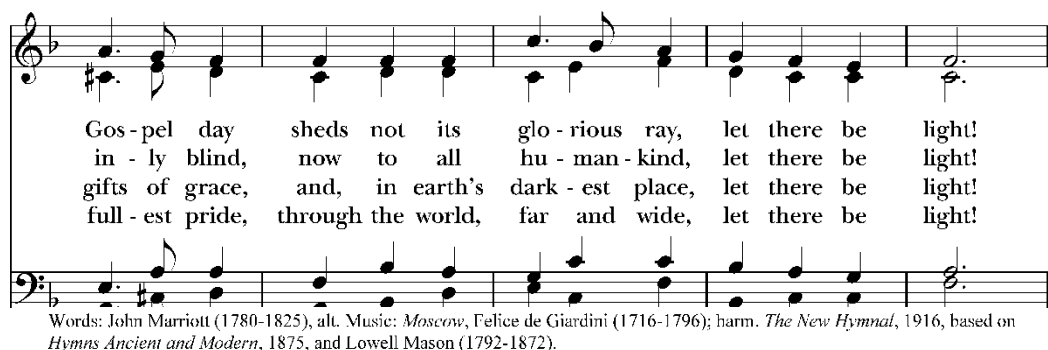 Gos - pel day sheds not its glo - rious ray, let there be light!
in - ly blind, now to all hu - man - kind, let there be light!
gifts of grace, and, in earth's dark - est place, let there be light!
full - est pride, through the world, far and wide, let there be light!
Words: John Marriott (1780-1825), alt. Music: Moscow, Felice de Giardini (1716-1796); harm. The New Hymnal, 1916, based on
Hymns Ancient and Modern, 1875, and Lowell Mason (1792-1872).